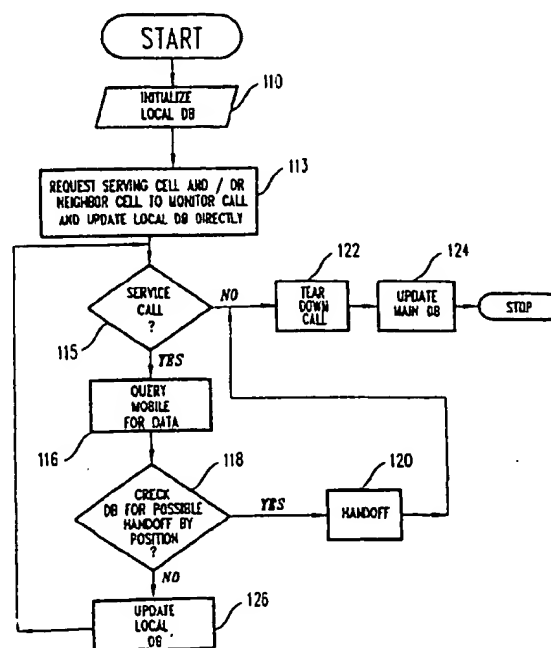 START
INITIALIZE
LOCAL DB
110
113
REQUEST SERVING CELL AND / OR
NEIGHBOR CELL TO MONITOR CALL
AND UPDATE LOCAL DB DIRECTLY
SERVICE
CALL
?
115
NO
YES
122
TEAR
DOWN
CALL
124
UPDATE
MAIN DB
STOP
QUERY
MOBILE
FOR DATA
116
118
CHECK
DB FOR POSSIBLE
HANDOFF BY
POSITION
?
YES
NO
120
HANDOFF
UPDATE
LOCAL
DB
126